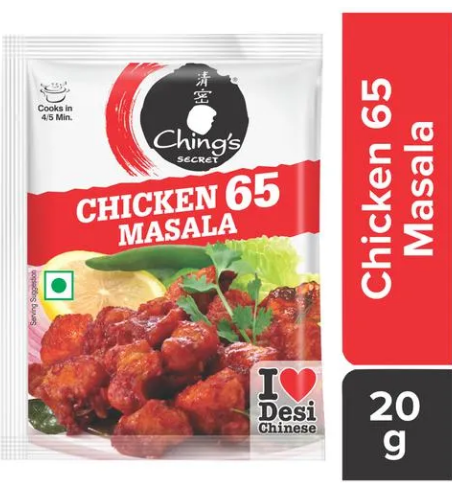 Cooks in
4/5 Min.
清
密
Ching's
SECRET
CHICKEN 65
MASALA
Serving Suggestion
I ❤ 
Desi
Chinese
Chicken 65
Masala
20
g